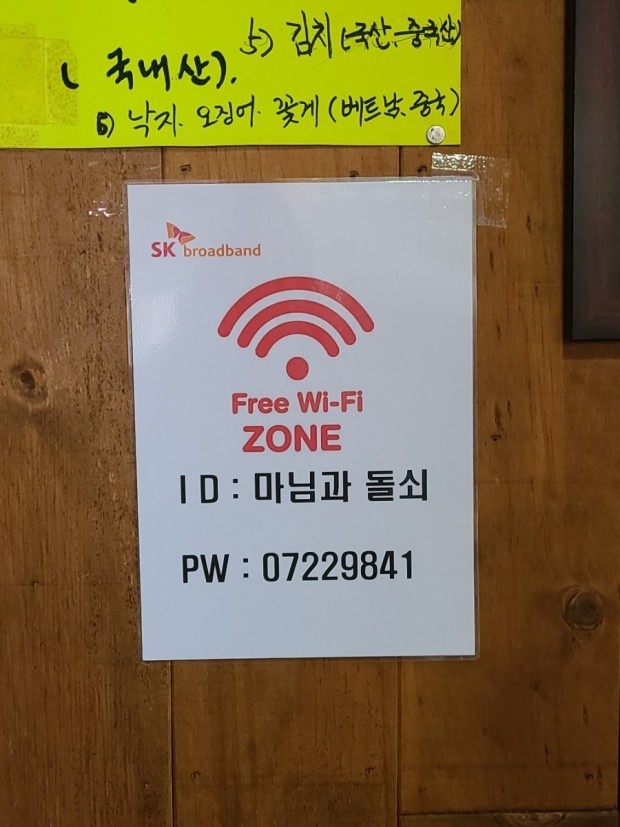 5) 김치 (국산, 중국산)
( 국내산).
6) 낙지. 오징어. 꽃게 (베트남, 중국)
SK broadband
Free Wi-Fi
ZONE
ID : 마님과 돌쇠
PW : 07229841